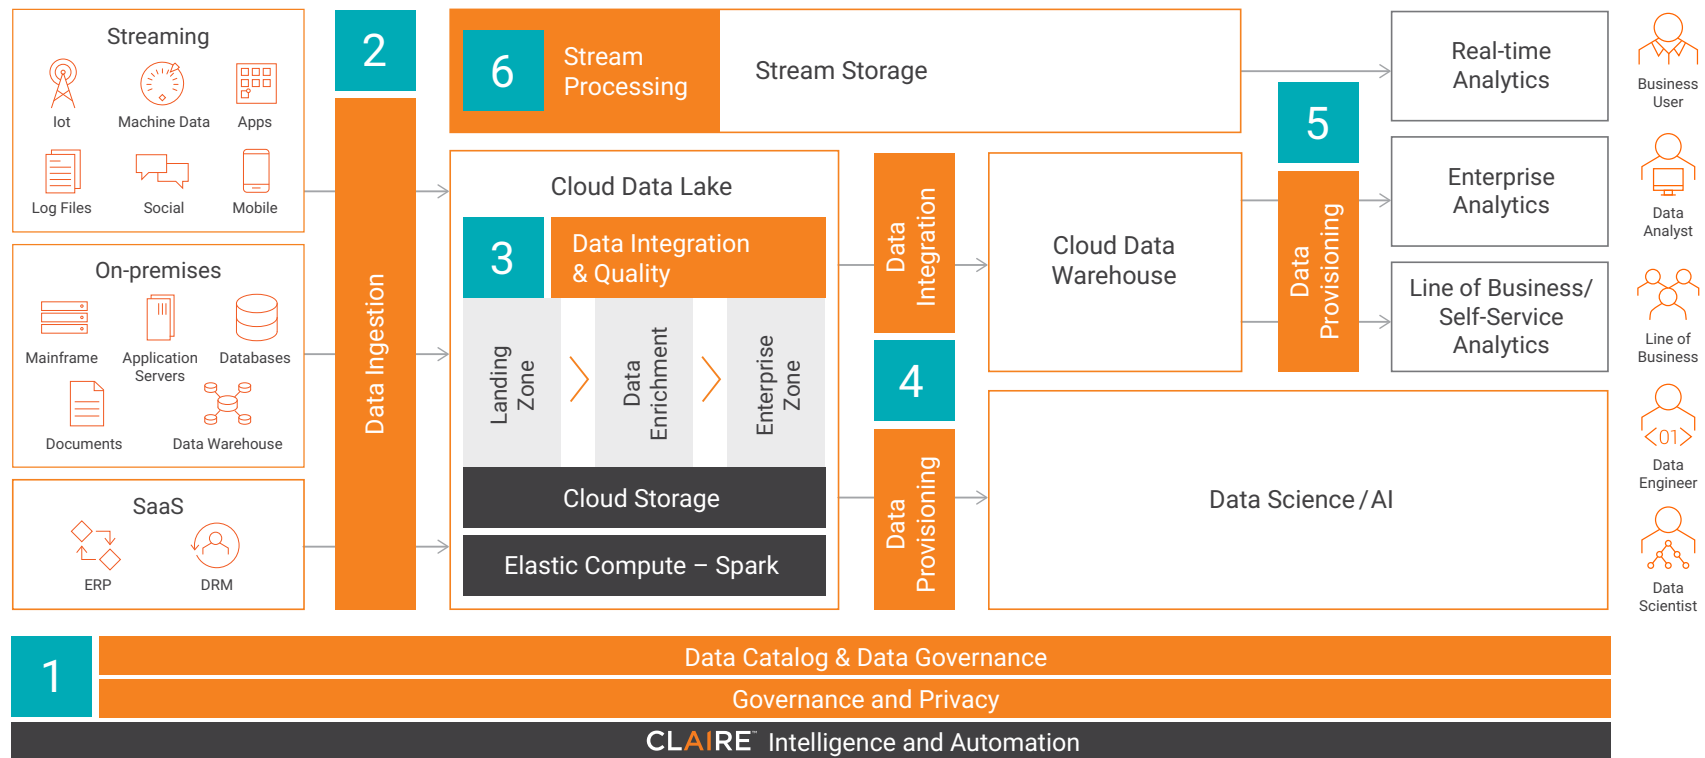 Streaming
Iot
Machine Data
Apps
Log Files
Social
Mobile
On-premises
Mainframe
Application
Servers
Databases
Documents
Data Warehouse
SaaS
ERP
DRM
2
Data Ingestion
6
Stream
Processing
Stream Storage
Cloud Data Lake
3
Data Integration
& Quality
Landing
Zone
Data
Enrichment
Enterprise
Zone
Cloud Storage
Elastic Compute – Spark
Data
Integration
4
Data
Provisioning
Cloud Data
Warehouse
Data Science / AI
5
Data
Provisioning
Real-time
Analytics
Enterprise
Analytics
Line of Business/
Self-Service
Analytics
Business
User
Data
Analyst
Line of
Business
<01>
Data
Engineer
Data
Scientist
1
Data Catalog & Data Governance
Governance and Privacy
CLAIRE™ Intelligence and Automation